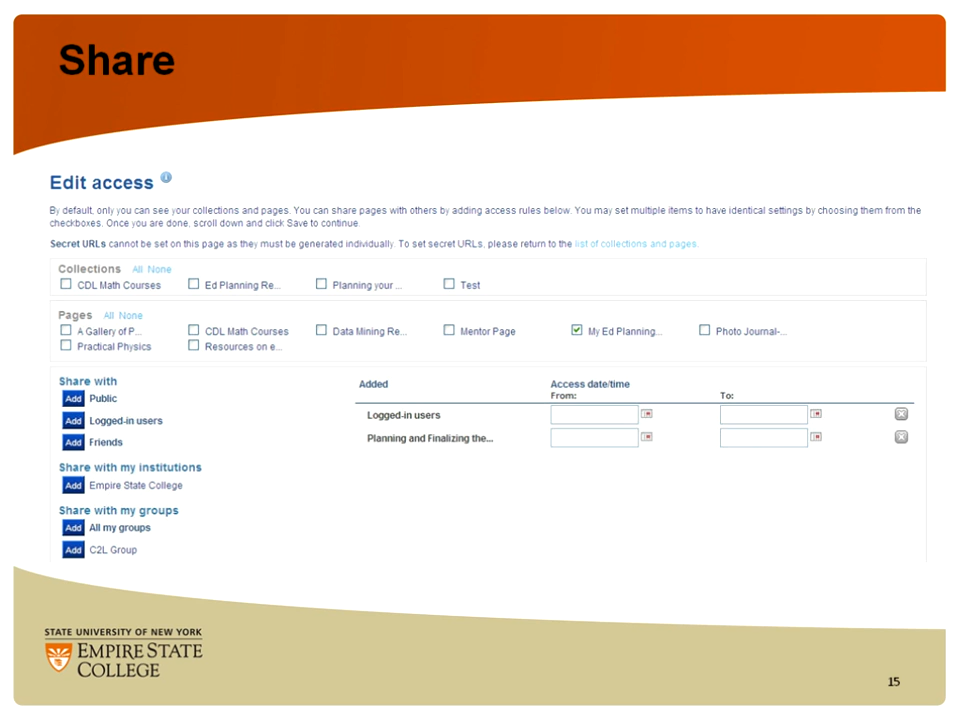 Share
Edit access
By default, only you can see your collections and pages. You can share pages with others by adding access rules below. You may set multiple items to have identical settings by choosing them from the
checkboxes. Once you are done, scroll down and click Save to continue.
Secret URLs cannot be set on this page as they must be generated individually. To set secret URLs, please return to the list of collections and pages.
Collections All None
CDL Math Courses Ed Planning Re... Planning your ... Test
Pages All None
A Gallery of P... CDL Math Courses Data Mining Re... Mentor Page My Ed Planning... Photo Journal-...
Practical Physics Resources on e...
Share with
Add Public
Add Logged-in users
Add Friends
Share with my institutions
Add Empire State College
Share with my groups
Add All my groups
Add C2L Group
Added Access date/time
From: To:
Logged-in users
Planning and Finalizing the...
STATE UNIVERSITY OF NEW YORK
EMPIRE STATE
COLLEGE
15